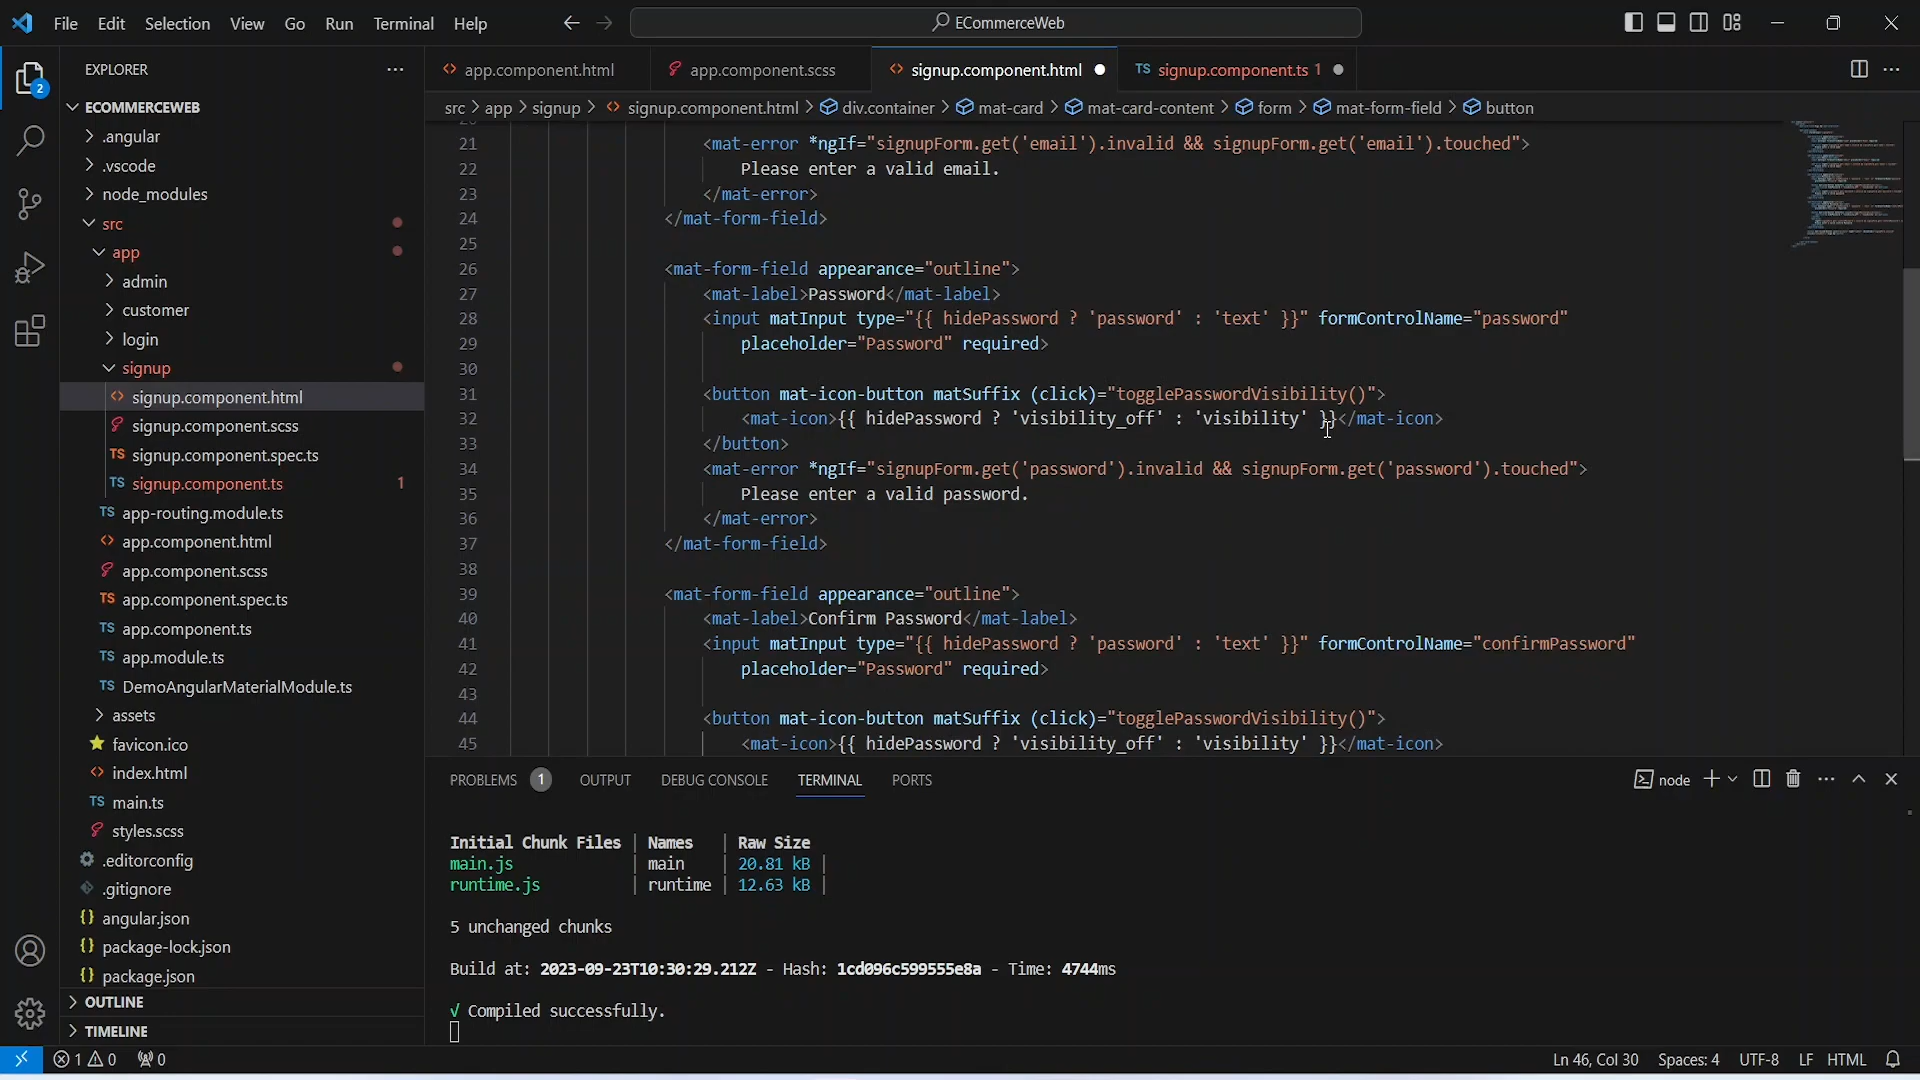 File Edit Selection View Go Run Terminal Help
ECommerceWeb
EXPLORER
app.component.html
app.component.scss
signup.component.html
TS signup.component.ts 1
2
src > app > signup > signup.component.html > div.container > mat-card > mat-card-content > form > mat-form-field > button
ECOMMERCEWEB
.angular
.vscode
node_modules
src
app
admin
customer
login
signup
signup.component.html
signup.component.scss
TS signup.component.spec.ts
TS signup.component.ts 1
TS app-routing.module.ts
app.component.html
app.component.scss
TS app.component.spec.ts
TS app.component.ts
TS app.module.ts
TS DemoAngularMaterialModule.ts
assets
favicon.ico
index.html
TS main.ts
styles.scss
.editorconfig
.gitignore
{} angular.json
{} package-lock.json
{} package.json
OUTLINE
TIMELINE
21 <mat-error *ngIf="signupForm.get('email').invalid && signupForm.get('email').touched">
22 Please enter a valid email.
23 </mat-error>
24 </mat-form-field>
25
26 <mat-form-field appearance="outline">
27 <mat-label>Password</mat-label>
28 <input matInput type="{{ hidePassword ? 'password' : 'text' }}" formControlName="password"
29 placeholder="Password" required>
30
31 <button mat-icon-button matSuffix (click)="togglePasswordVisibility()">
32 <mat-icon>{{ hidePassword ? 'visibility_off' : 'visibility' }}</mat-icon>
33 </button>
34 <mat-error *ngIf="signupForm.get('password').invalid && signupForm.get('password').touched">
35 Please enter a valid password.
36 </mat-error>
37 </mat-form-field>
38
39 <mat-form-field appearance="outline">
40 <mat-label>Confirm Password</mat-label>
41 <input matInput type="{{ hidePassword ? 'password' : 'text' }}" formControlName="confirmPassword"
42 placeholder="Password" required>
43
44 <button mat-icon-button matSuffix (click)="togglePasswordVisibility()">
45 <mat-icon>{{ hidePassword ? 'visibility_off' : 'visibility' }}</mat-icon>
PROBLEMS 1 OUTPUT DEBUG CONSOLE TERMINAL PORTS
node
Initial Chunk Files | Names | Raw Size
main.js | main | 20.81 kB |
runtime.js | runtime | 12.63 kB |
5 unchanged chunks
Build at: 2023-09-23T10:30:29.212Z - Hash: 1cd096c599555e8a - Time: 4744ms
√ Compiled successfully.
1 0 0
Ln 46, Col 30 Spaces: 4 UTF-8 LF HTML